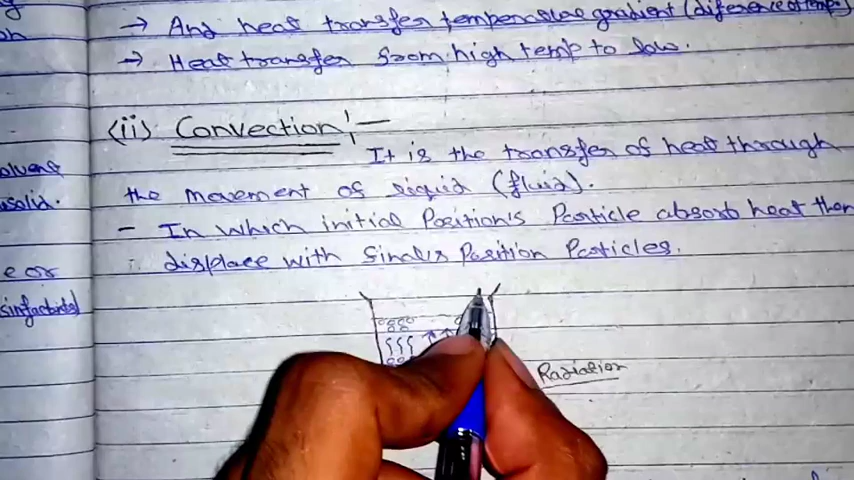 → And heat transfer temperature gradient (difference of temp)
→ Heat transfer from high temp to low.
(ii) Convection :-
It is the transfer of heat through
the movement of liquid (fluid).
- In which initial Position's Particle absorb heat then
displace with Position Particles.
Radiation